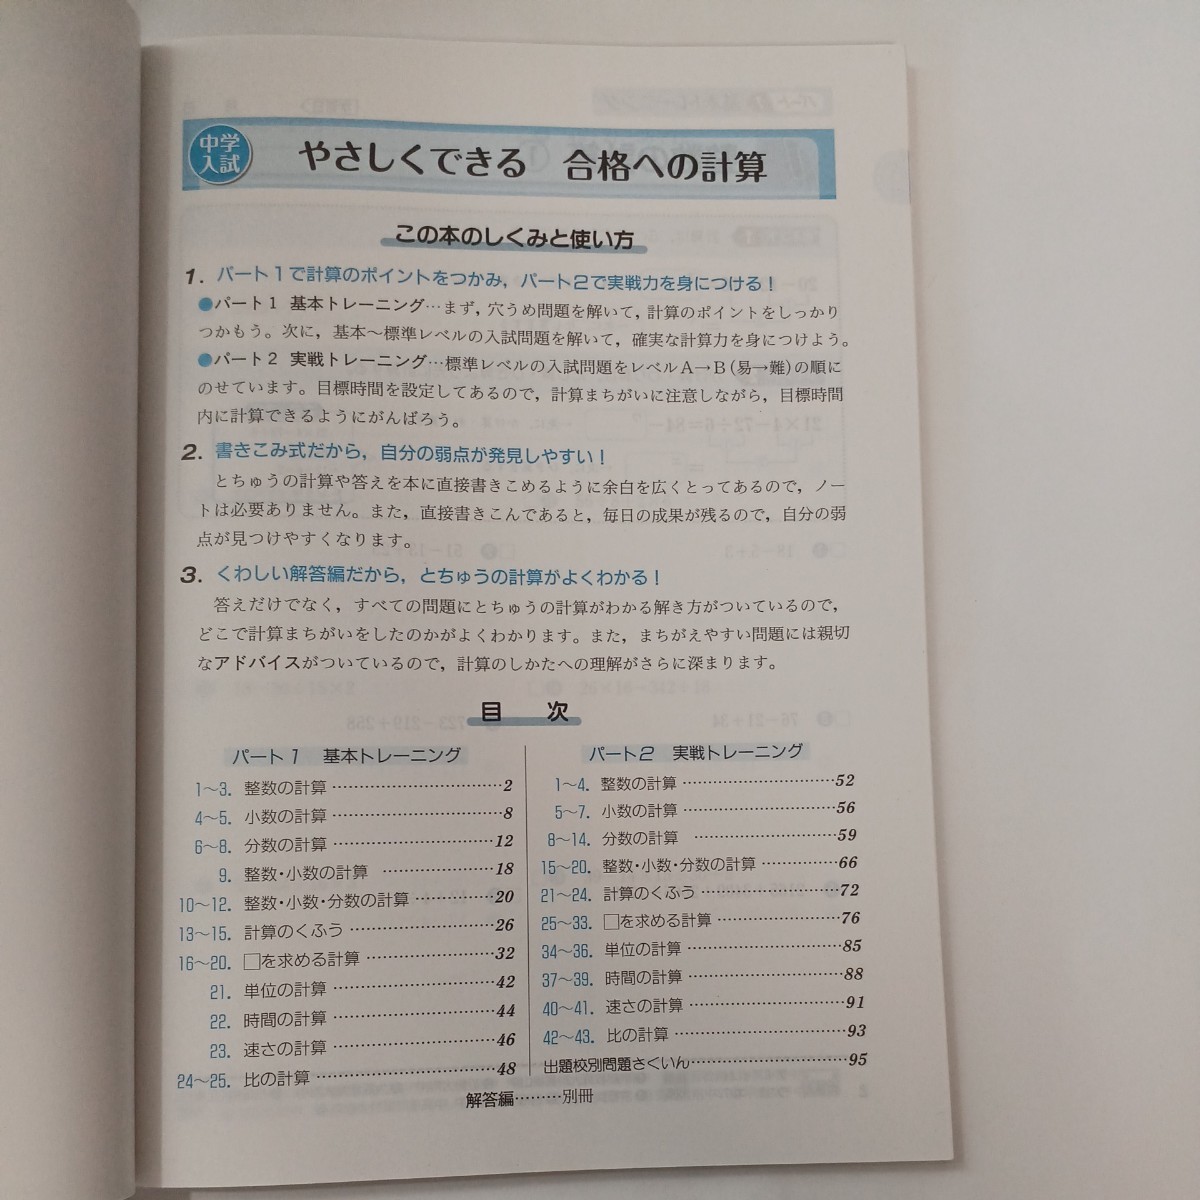 中学
入試
やさしくできる 合格への計算
この本のしくみと使い方
1. パート1で計算のポイントをつかみ，パート2で実戦力を身につける！
●パート1 基本トレーニング…まず，穴うめ問題を解いて，計算のポイントをしっかり
つかもう。次に，基本～標準レベルの入試問題を解いて，確実な計算力を身につけよう。
●パート2 実戦トレーニング…標準レベルの入試問題をレベルA→B（易→難）の順に
のせています。目標時間を設定してあるので，計算まちがいに注意しながら，目標時間
内に計算できるようにがんばろう。
2. 書きこみ式だから，自分の弱点が発見しやすい！
とちゅうの計算や答えを本に直接書きこめるように余白を広くとってあるので，ノー
トは必要ありません。また，直接書きこんであると，毎日の成果が残るので，自分の弱
点が見つけやすくなります。
3. くわしい解答編だから，とちゅうの計算がよくわかる！
答えだけでなく，すべての問題にとちゅうの計算がわかる解き方がついているので，
どこで計算まちがいをしたのかがよくわかります。また，まちがえやすい問題には親切
なアドバイスがついているので，計算のしかたへの理解がさらに深まります。
目 次
パート1 基本トレーニング
1～3. 整数の計算……………………………2
4～5. 小数の計算……………………………8
6～8. 分数の計算……………………………12
9. 整数・小数の計算……………………………18
10～12. 整数・小数・分数の計算……………20
13～15. 計算のくふう……………………………26
16～20. □を求める計算……………………………32
21. 単位の計算……………………………42
22. 時間の計算……………………………44
23. 速さの計算……………………………46
24～25. 比の計算……………………………48
パート2 実戦トレーニング
1～4. 整数の計算……………………………52
5～7. 小数の計算……………………………56
8～14. 分数の計算……………………………59
15～20. 整数・小数・分数の計算……………66
21～24. 計算のくふう……………………………72
25～33. □を求める計算……………………………76
34～36. 単位の計算……………………………85
37～39. 時間の計算……………………………88
40～41. 速さの計算……………………………91
42～43. 比の計算……………………………93
出題校別問題さくいん……………………………95
解答編………別冊